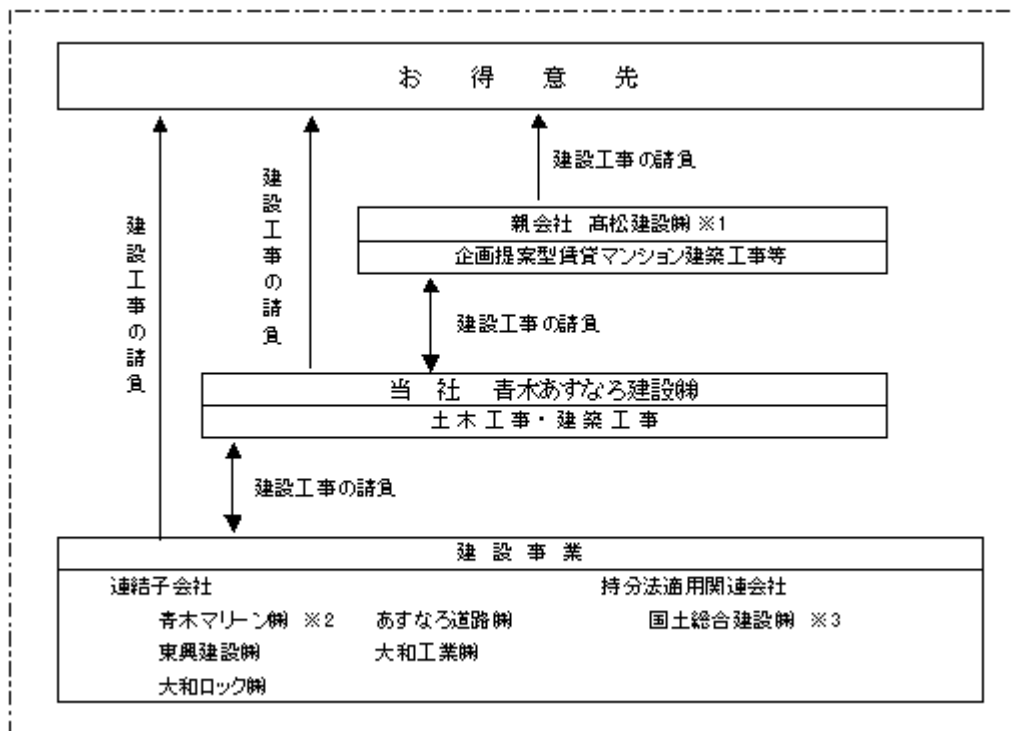 お得意先
建設工事の請負
建設工事の請負
建設工事の請負
親会社 髙松建設㈱ ※1
企画提案型賃貸マンション建築工事等
建設工事の請負
当社 青木あすなろ建設㈱
土木工事・建築工事
建設工事の請負
建設事業
連結子会社 持分法適用関連会社
青木マリーン㈱ ※2 あすなろ道路㈱ 国土総合建設㈱ ※3
東興建設㈱ 大和工業㈱
大和ロック㈱